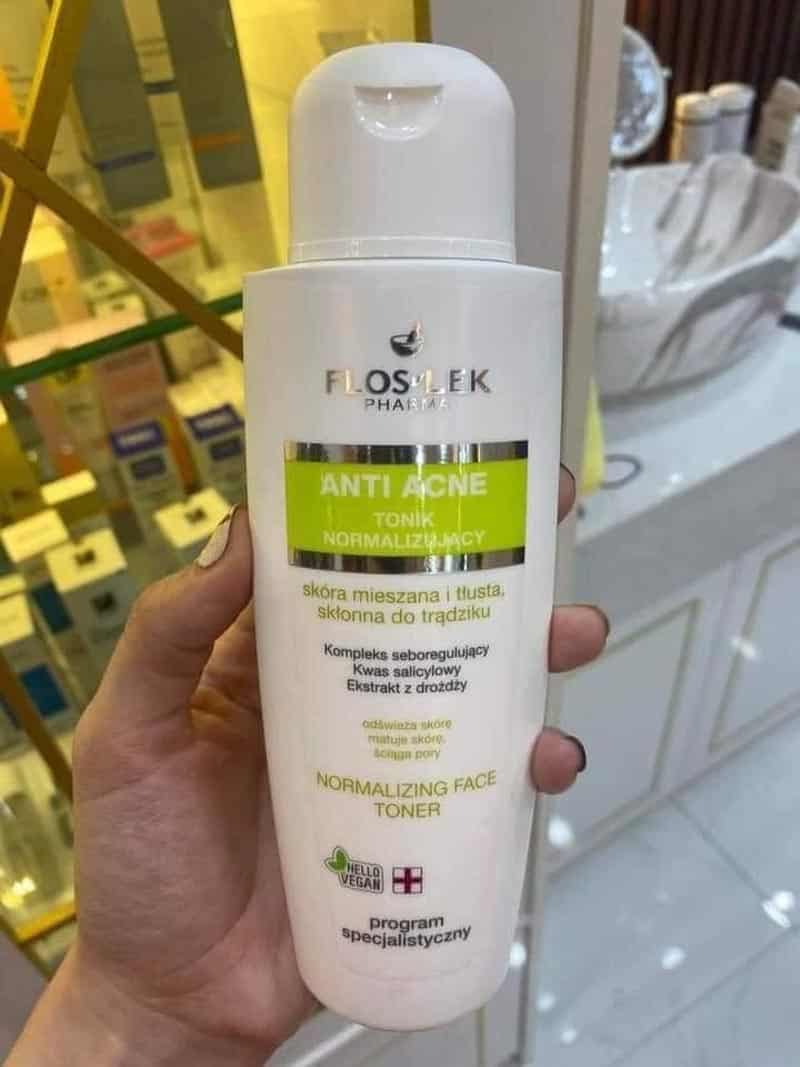 FLOSLEK
PHARMA
ANTI ACNE
TONIK
NORMALIZUJĄCY
skóra mieszana i tłusta,
skłonna do trądziku
Kompleks seboregulujący
Kwas salicylowy
Ekstrakt z drożdży
odświeża skórę
matuje skórę,
ściąga pory
NORMALIZING FACE
TONER
HELLO
VEGAN
program
specjalistyczny